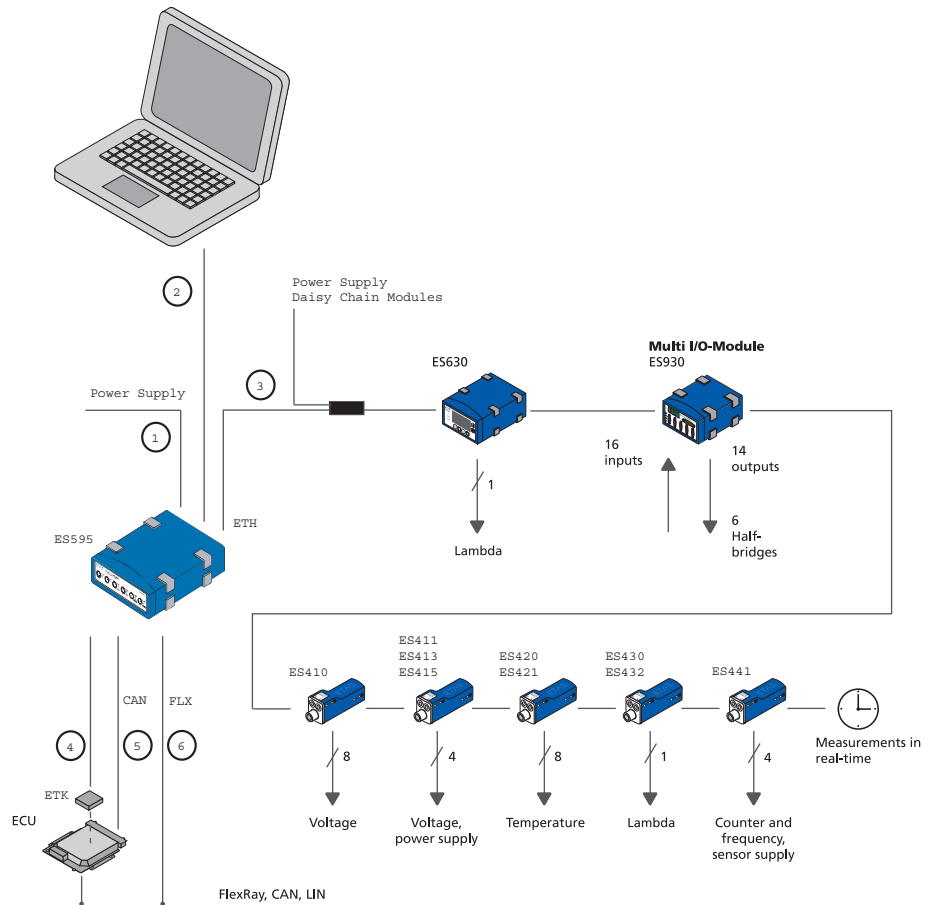 2
Power Supply
Daisy Chain Modules
Multi I/O-Module
ES930
ES630
3
Power Supply
1
16
inputs
14
outputs
1
6
Half-
bridges
Lambda
ETH
ES595
ES410
ES411
ES413
ES415
ES420
ES421
ES430
ES432
ES441
CAN
FLX
4
5
6
8
4
8
1
4
Measurements in
real-time
ETK
ECU
Voltage
Voltage,
power supply
Temperature
Lambda
Counter and
frequency,
sensor supply
FlexRay, CAN, LIN